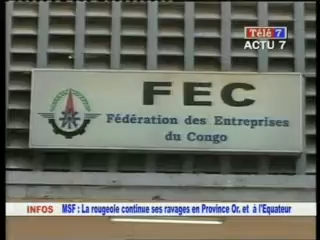 Télé 7
ACTU 7
FEC
Fédération des Entreprises
du Congo
INFOS MSF : La rougeole continue ses ravages en Province Or. et à l'Equateur